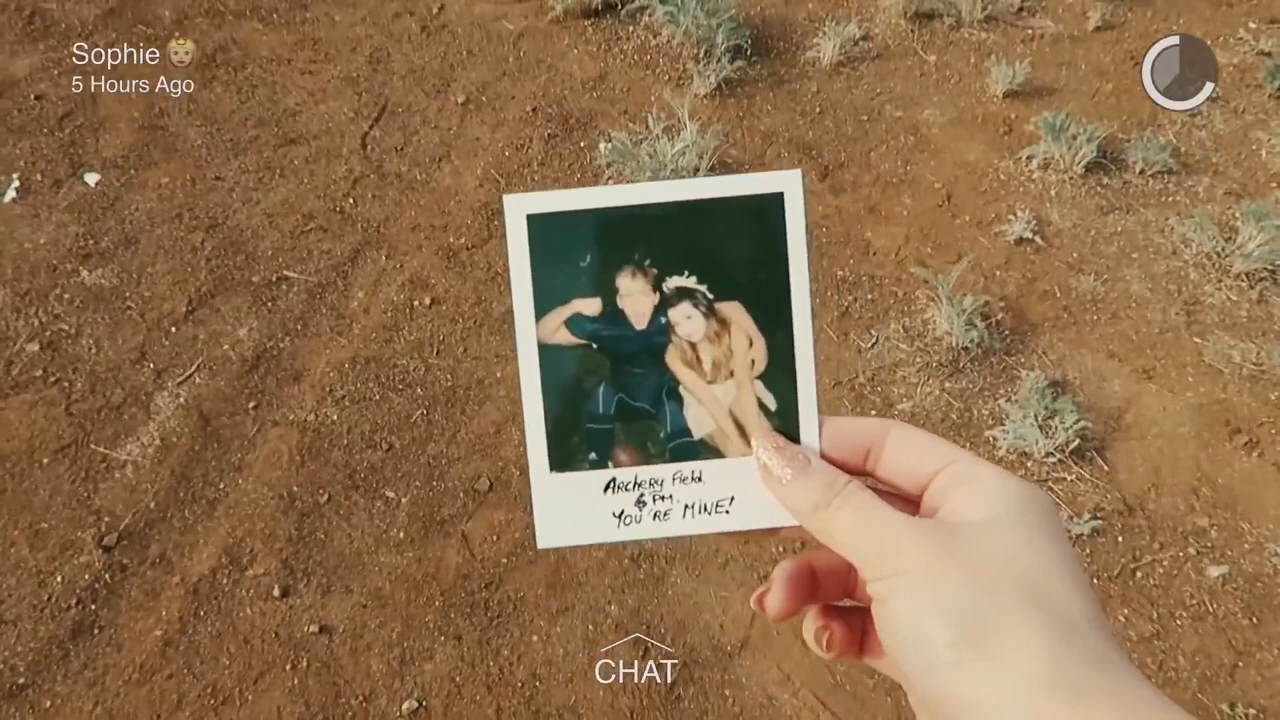 Sophie
5 Hours Ago
ARCheRY Field,
6 PM.
YOU'RE MINE!
CHAT